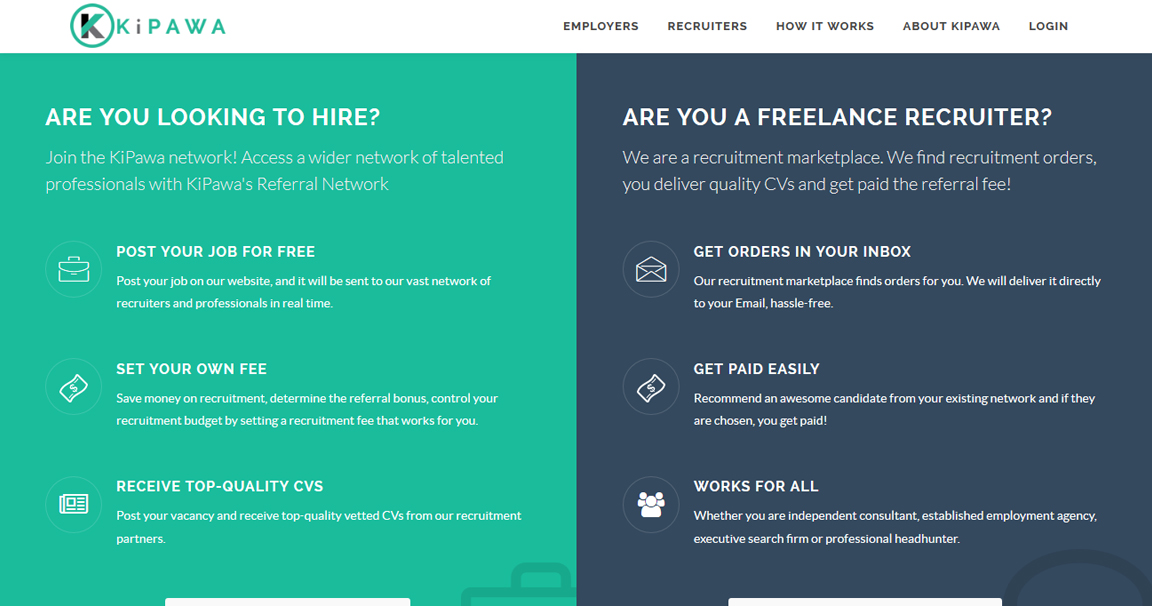 KiPAWA
EMPLOYERS
RECRUITERS
HOW IT WORKS
ABOUT KIPAWA
LOGIN
ARE YOU LOOKING TO HIRE?
Join the KiPawa network! Access a wider network of talented
professionals with KiPawa's Referral Network
POST YOUR JOB FOR FREE
Post your job on our website, and it will be sent to our vast network of
recruiters and professionals in real time.
SET YOUR OWN FEE
Save money on recruitment, determine the referral bonus, control your
recruitment budget by setting a recruitment fee that works for you.
RECEIVE TOP-QUALITY CVS
Post your vacancy and receive top-quality vetted CVs from our recruitment
partners.
ARE YOU A FREELANCE RECRUITER?
We are a recruitment marketplace. We find recruitment orders,
you deliver quality CVs and get paid the referral fee!
GET ORDERS IN YOUR INBOX
Our recruitment marketplace finds orders for you. We will deliver it directly
to your Email, hassle-free.
GET PAID EASILY
Recommend an awesome candidate from your existing network and if they
are chosen, you get paid!
WORKS FOR ALL
Whether you are independent consultant, established employment agency,
executive search firm or professional headhunter.